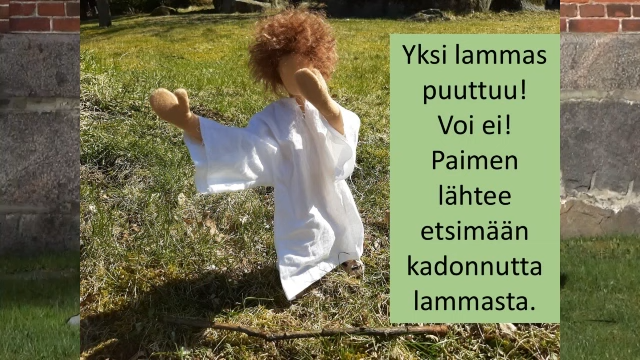 Yksi lammas
puuttuu!
Voi ei!
Paimen
lähtee
etsimään
kadonnutta
lammasta.